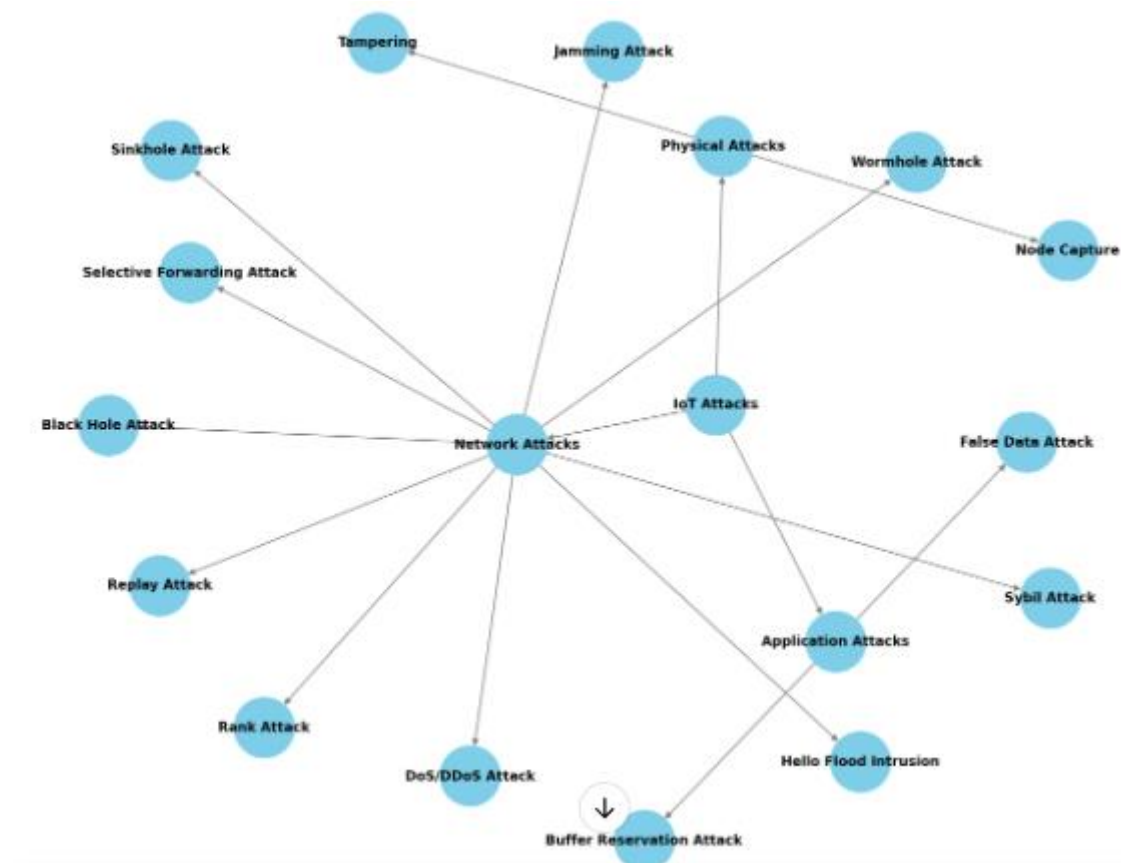 Tampering
Jamming Attack
Physical Attacks
Sinkhole Attack
Wormhole Attack
Node Capture
Selective Forwarding Attack
IoT Attacks
Black Hole Attack
Network Attacks
False Data Attack
Replay Attack
Sybil Attack
Application Attacks
Rank Attack
Hello Flood Intrusion
DoS/DDoS Attack
Buffer Reservation Attack